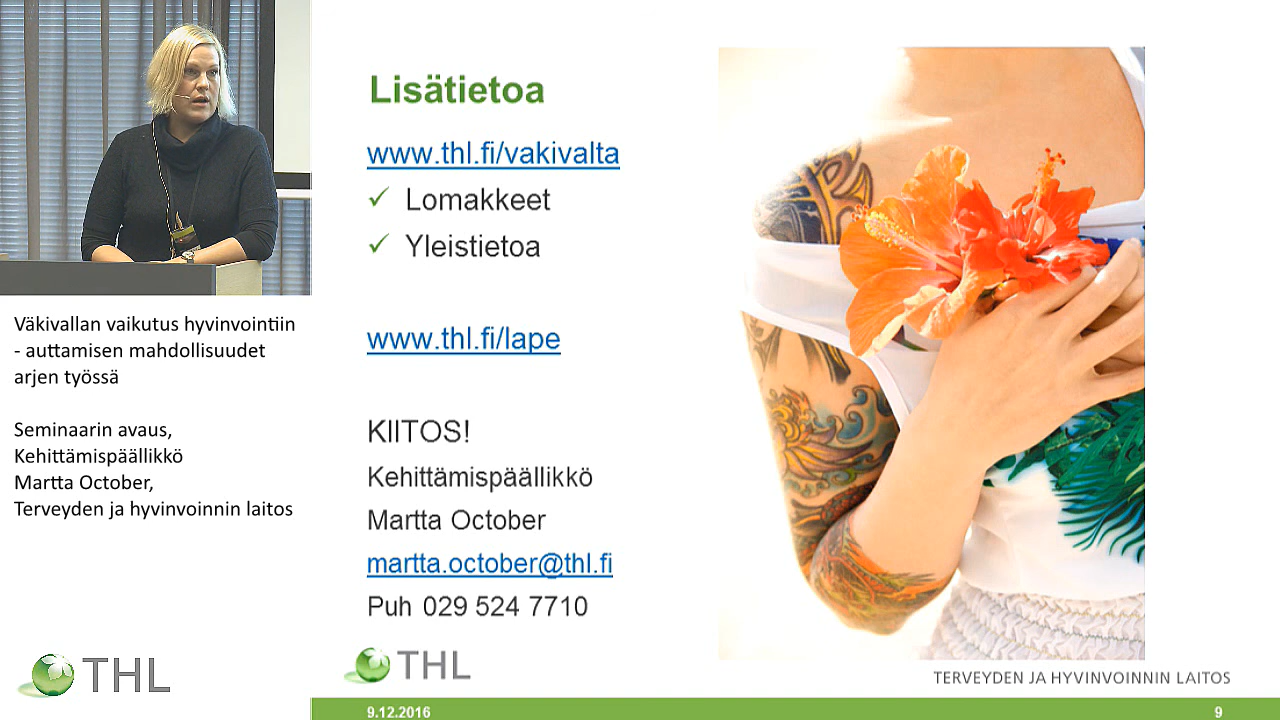 Väkivallan vaikutus hyvinvointiin
- auttamisen mahdollisuudet
arjen työssä
Seminaarin avaus,
Kehittämispäällikkö
Martta October,
Terveyden ja hyvinvoinnin laitos
THL
Lisätietoa
www.thl.fi/vakivalta
✓ Lomakkeet
✓ Yleistietoa
www.thl.fi/lape
KIITOS!
Kehittämispäällikkö
Martta October
martta.october@thl.fi
Puh 029 524 7710
THL
TERVEYDEN JA HYVINVOINNIN LAITOS
9.12.2016
9